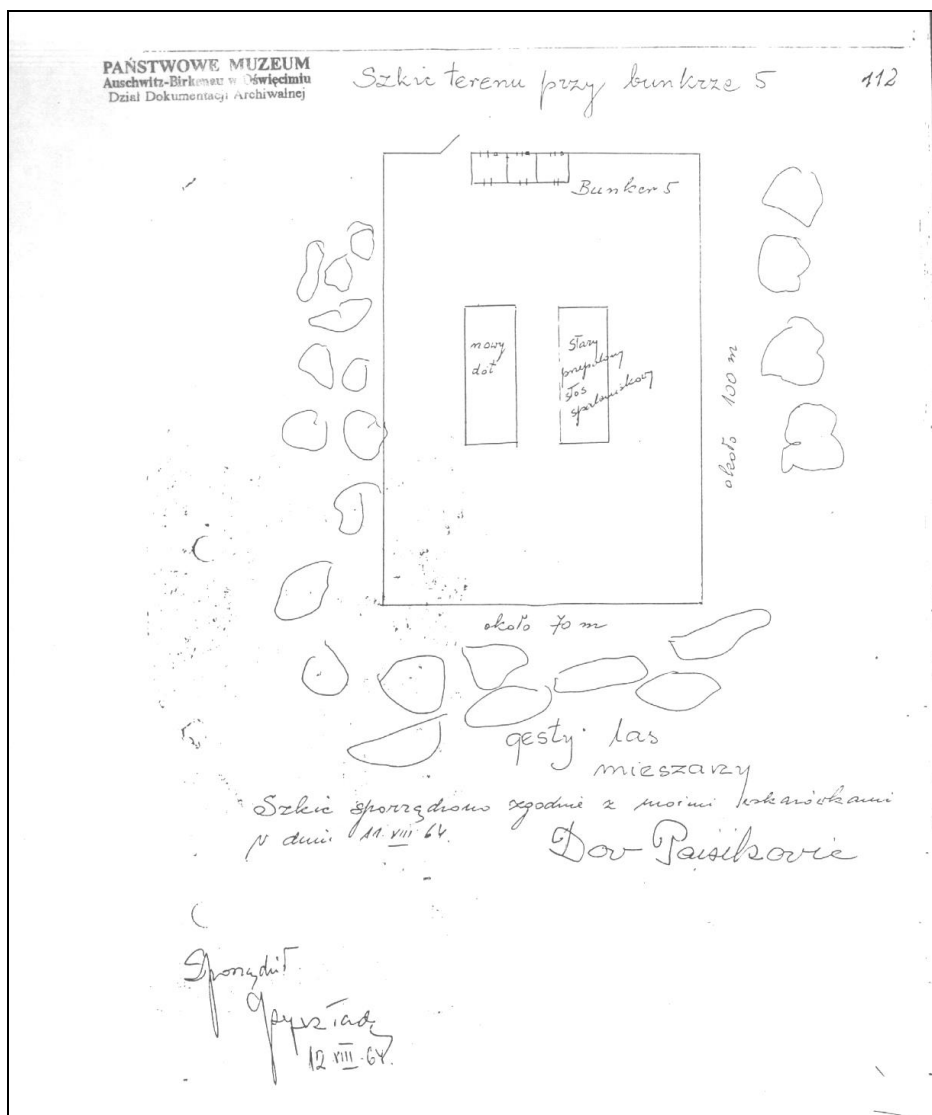 PAŃSTWOWE MUZEUM
Auschwitz-Birkenau w Oświęcimiu
Dział Dokumentacji Archiwalnej
Szkic terenu przy bunkrze 5
112
Bunker 5
nowy
dół
stary
stos
około 100 m
około 70 m
gęsty las
mieszany
Szkic sporządzono zgodnie z moimi wskazówkami
w dniu 11.VIII.64.
Dov Paisikovic
Sporządził
12.VIII.64.